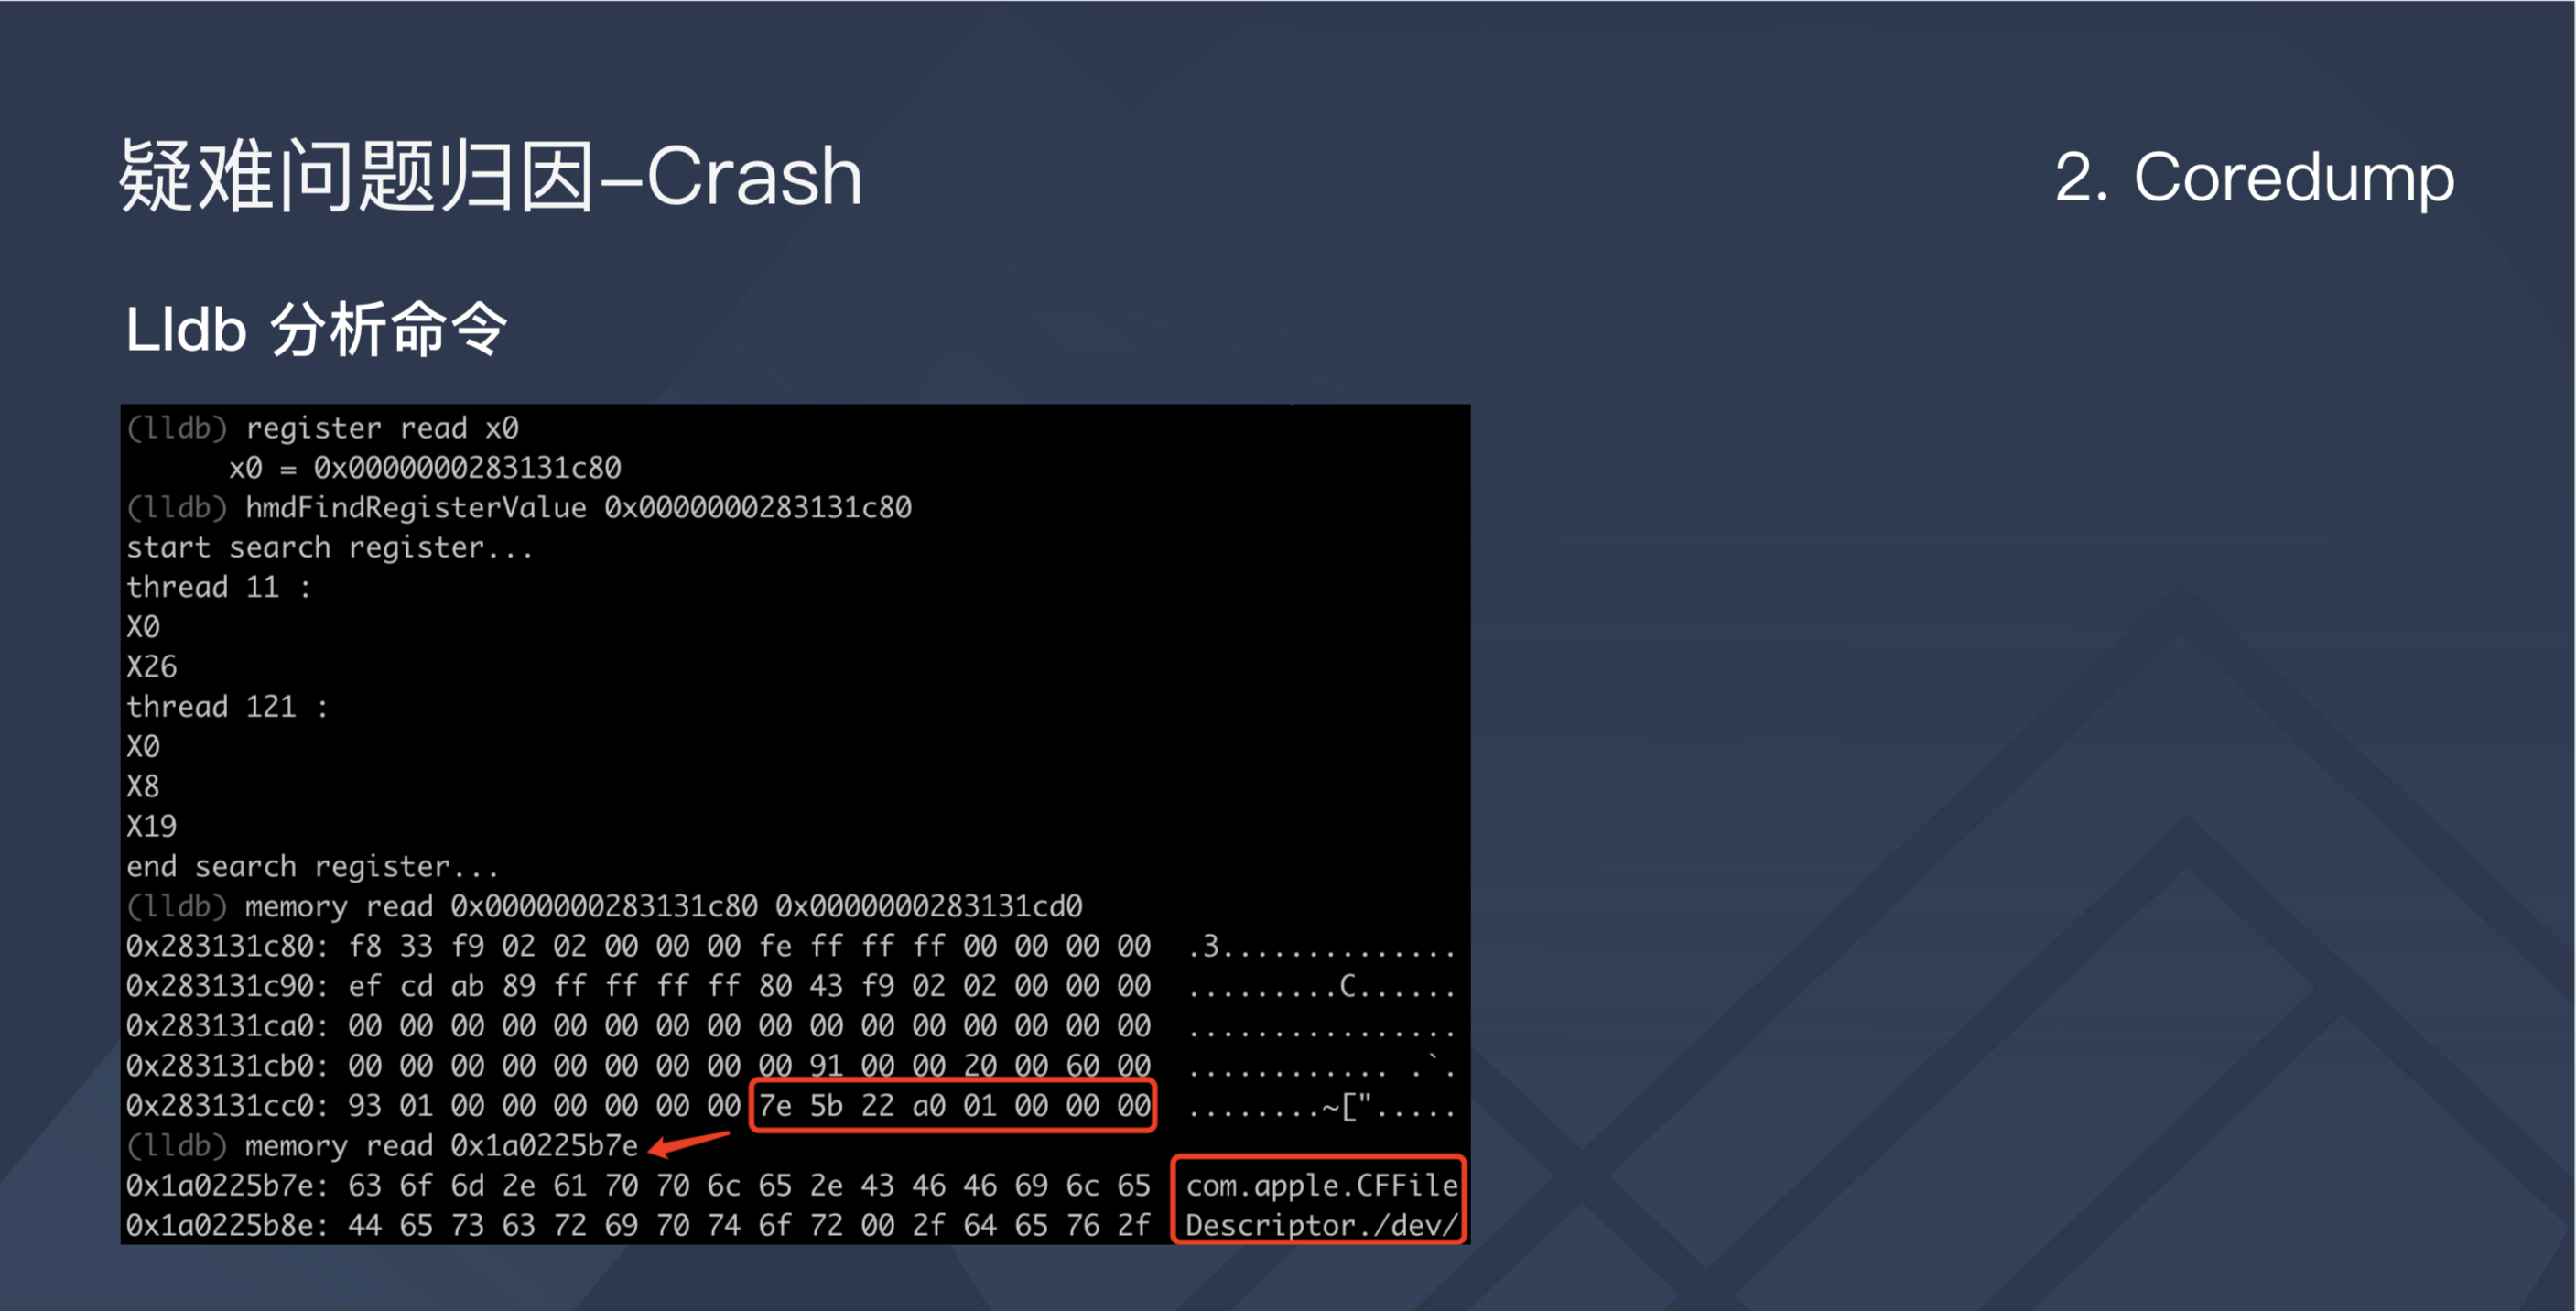 疑难问题归因–Crash
2. Coredump
Lldb 分析命令
(lldb) register read x0
x0 = 0x0000000283131c80
(lldb) hmdFindRegisterValue 0x0000000283131c80
start search register...
thread 11 :
X0
X26
thread 121 :
X0
X8
X19
end search register...
(lldb) memory read 0x0000000283131c80 0x0000000283131cd0
0x283131c80: f8 33 f9 02 02 00 00 00 fe ff ff ff 00 00 00 00 .3..............
0x283131c90: ef cd ab 89 ff ff ff ff 80 43 f9 02 02 00 00 00 .........C......
0x283131ca0: 00 00 00 00 00 00 00 00 00 00 00 00 00 00 00 00 ................
0x283131cb0: 00 00 00 00 00 00 00 00 00 91 00 00 20 00 60 00 ............ .`.
0x283131cc0: 93 01 00 00 00 00 00 00 7e 5b 22 a0 01 00 00 00 ........~[".....
(lldb) memory read 0x1a0225b7e
0x1a0225b7e: 63 6f 6d 2e 61 70 70 6c 65 2e 43 46 46 69 6c 65 com.apple.CFFile
0x1a0225b8e: 44 65 73 63 72 69 70 74 6f 72 00 2f 64 65 76 2f Descriptor./dev/